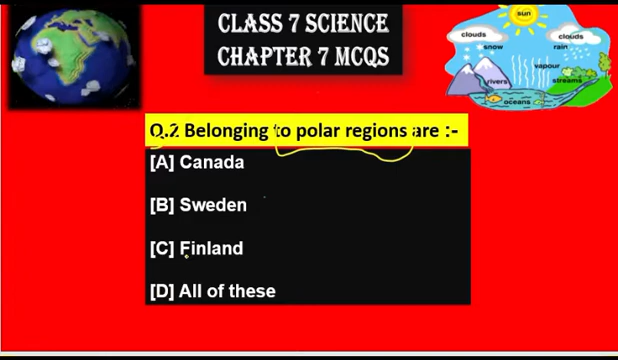 CLASS 7 SCIENCE
CHAPTER 7 MCQS
sun
clouds
clouds
snow
rain
vapour
rivers
streams
oceans
Q.2 Belonging to polar regions are :-
[A] Canada
[B] Sweden
[C] Finland
[D] All of these